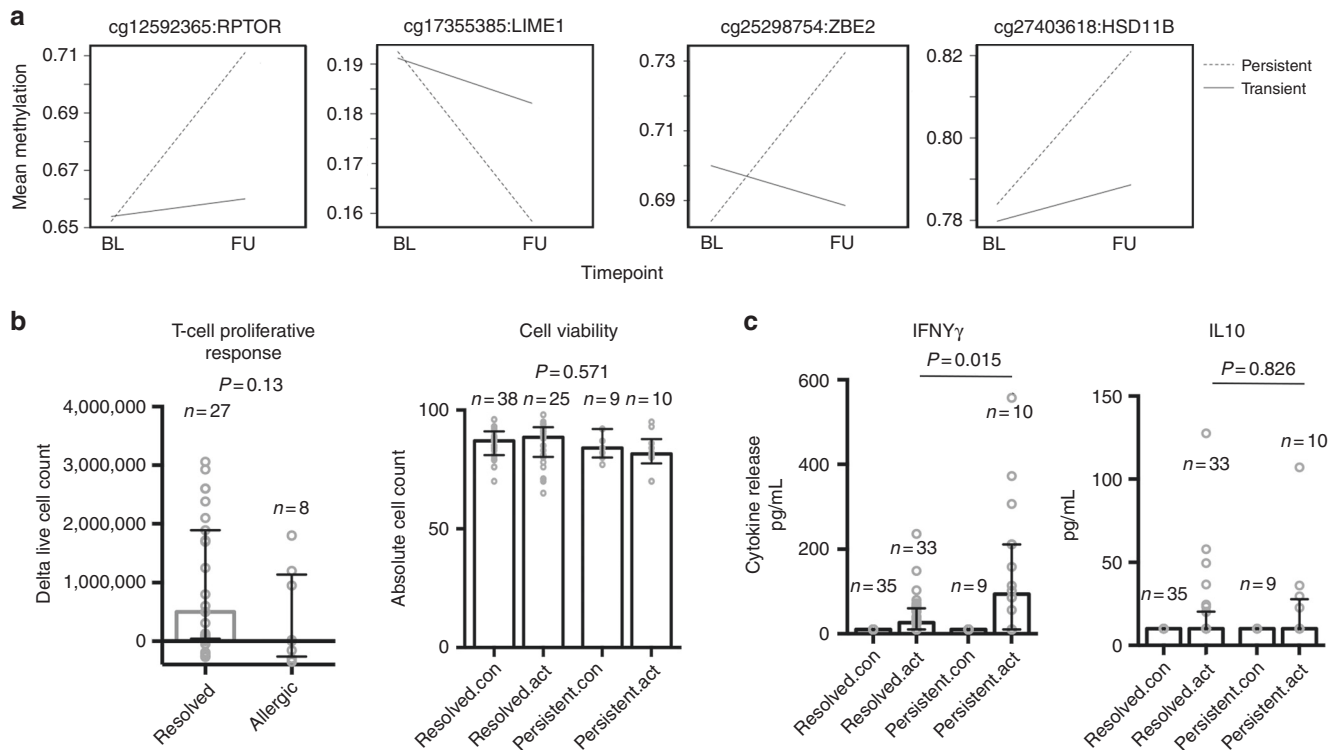 a
cg12592365:RPTOR
cg17355385:LIME1
cg25298754:ZBE2
cg27403618:HSD11B
Mean methylation
0.71
0.69
0.67
0.65
BL
FU
0.19
0.18
0.17
0.16
BL
FU
0.73
0.71
0.69
BL
FU
0.82
0.80
0.78
BL
FU
Persistent
Transient
Timepoint
b
T-cell proliferative
response
P=0.13
n=27
n=8
Delta live cell count
4,000,000
3,000,000
2,000,000
1,000,000
0
Resolved
Allergic
Cell viability
P=0.571
n=38
n=25
n=9
n=10
Absolute cell count
100
50
0
Resolved.con
Resolved.act
Persistent.con
Persistent.act
c
IFNYγ
P=0.015
n=10
n=33
n=35
n=9
Cytokine release
pg/mL
600
400
200
0
Resolved.con
Resolved.act
Persistent.con
Persistent.act
IL10
P=0.826
n=10
n=33
n=35
n=9
pg/mL
150
100
50
0
Resolved.con
Resolved.act
Persistent.con
Persistent.act